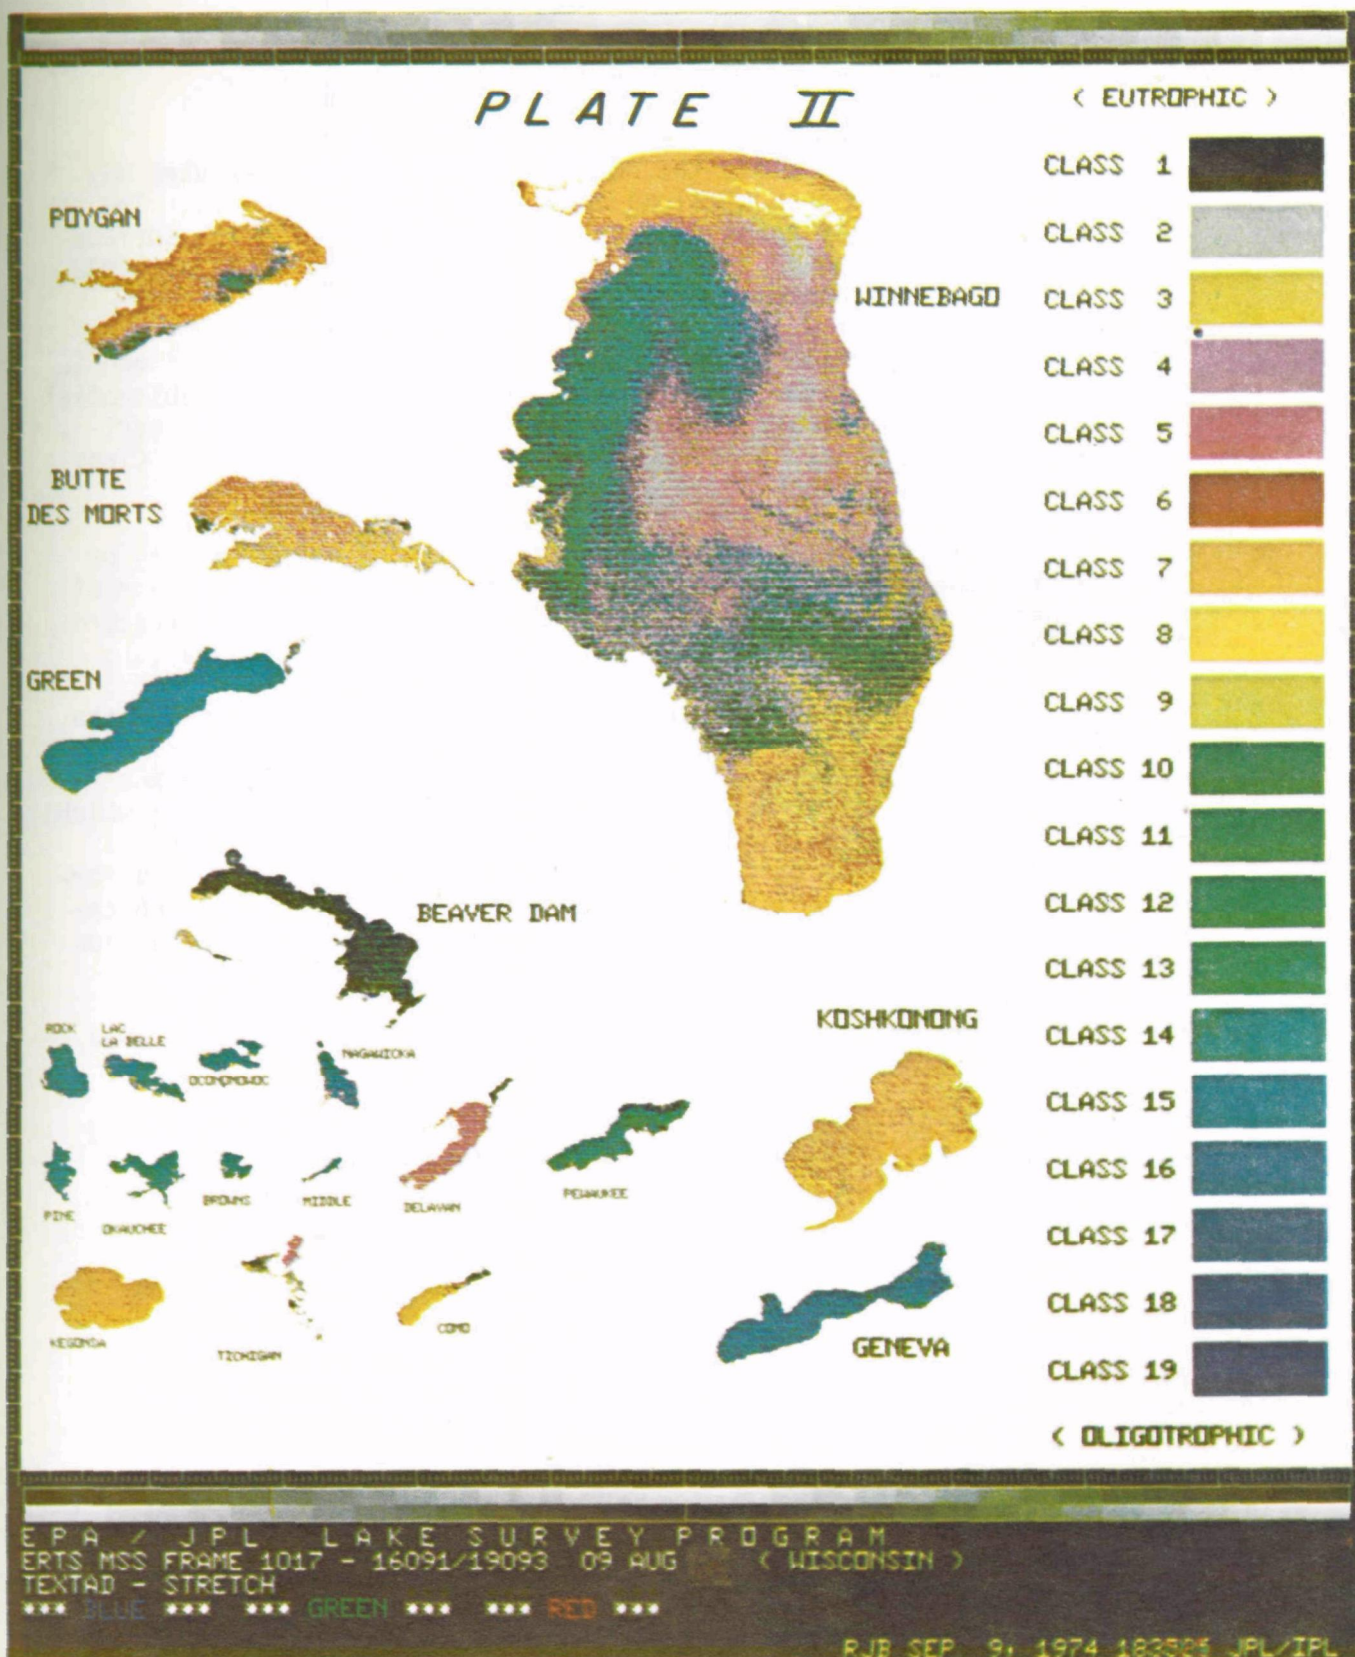 PLATE II
< EUTROPHIC >
CLASS 1
CLASS 2
CLASS 3
CLASS 4
CLASS 5
CLASS 6
CLASS 7
CLASS 8
CLASS 9
CLASS 10
CLASS 11
CLASS 12
CLASS 13
CLASS 14
CLASS 15
CLASS 16
CLASS 17
CLASS 18
CLASS 19
< OLIGOTROPHIC >
POYGAN
WINNEBAGO
BUTTE
DES MORTS
GREEN
BEAVER DAM
KOSHKONONG
ROCK
LAC
LA BELLE
OCONOMOWOC
NAGAWICKA
PINE
OKAUCHEE
BROWNS
MIDDLE
DELAVAN
PEWAUKEE
KEGONSA
TICHIGAN
COMO
GENEVA
EPA / JPL LAKE SURVEY PROGRAM
ERTS MSS FRAME 1017 - 16091/19093 09 AUG < WISCONSIN >
TEXTAD - STRETCH
*** BLUE *** *** GREEN *** *** RED ***
RJB SEP 9, 1974 JPL/IPL